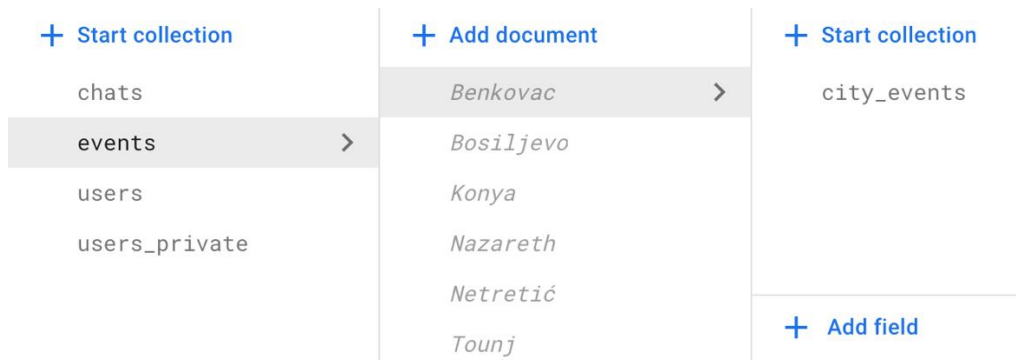 Start collection
chats
events
users
users_private
Add document
Benkovac
Bosiljevo
Konya
Nazareth
Netretić
Tounj
Start collection
city_events
Add field